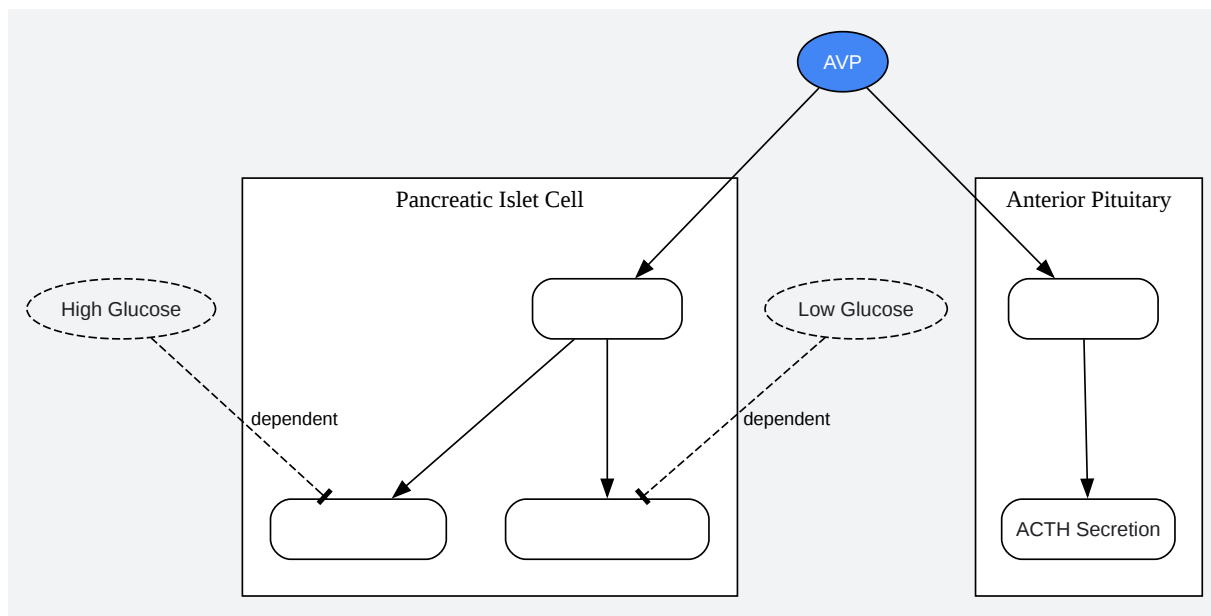 AVP
Pancreatic Islet Cell
Anterior Pituitary
High Glucose
Low Glucose
dependent
dependent
ACTH Secretion